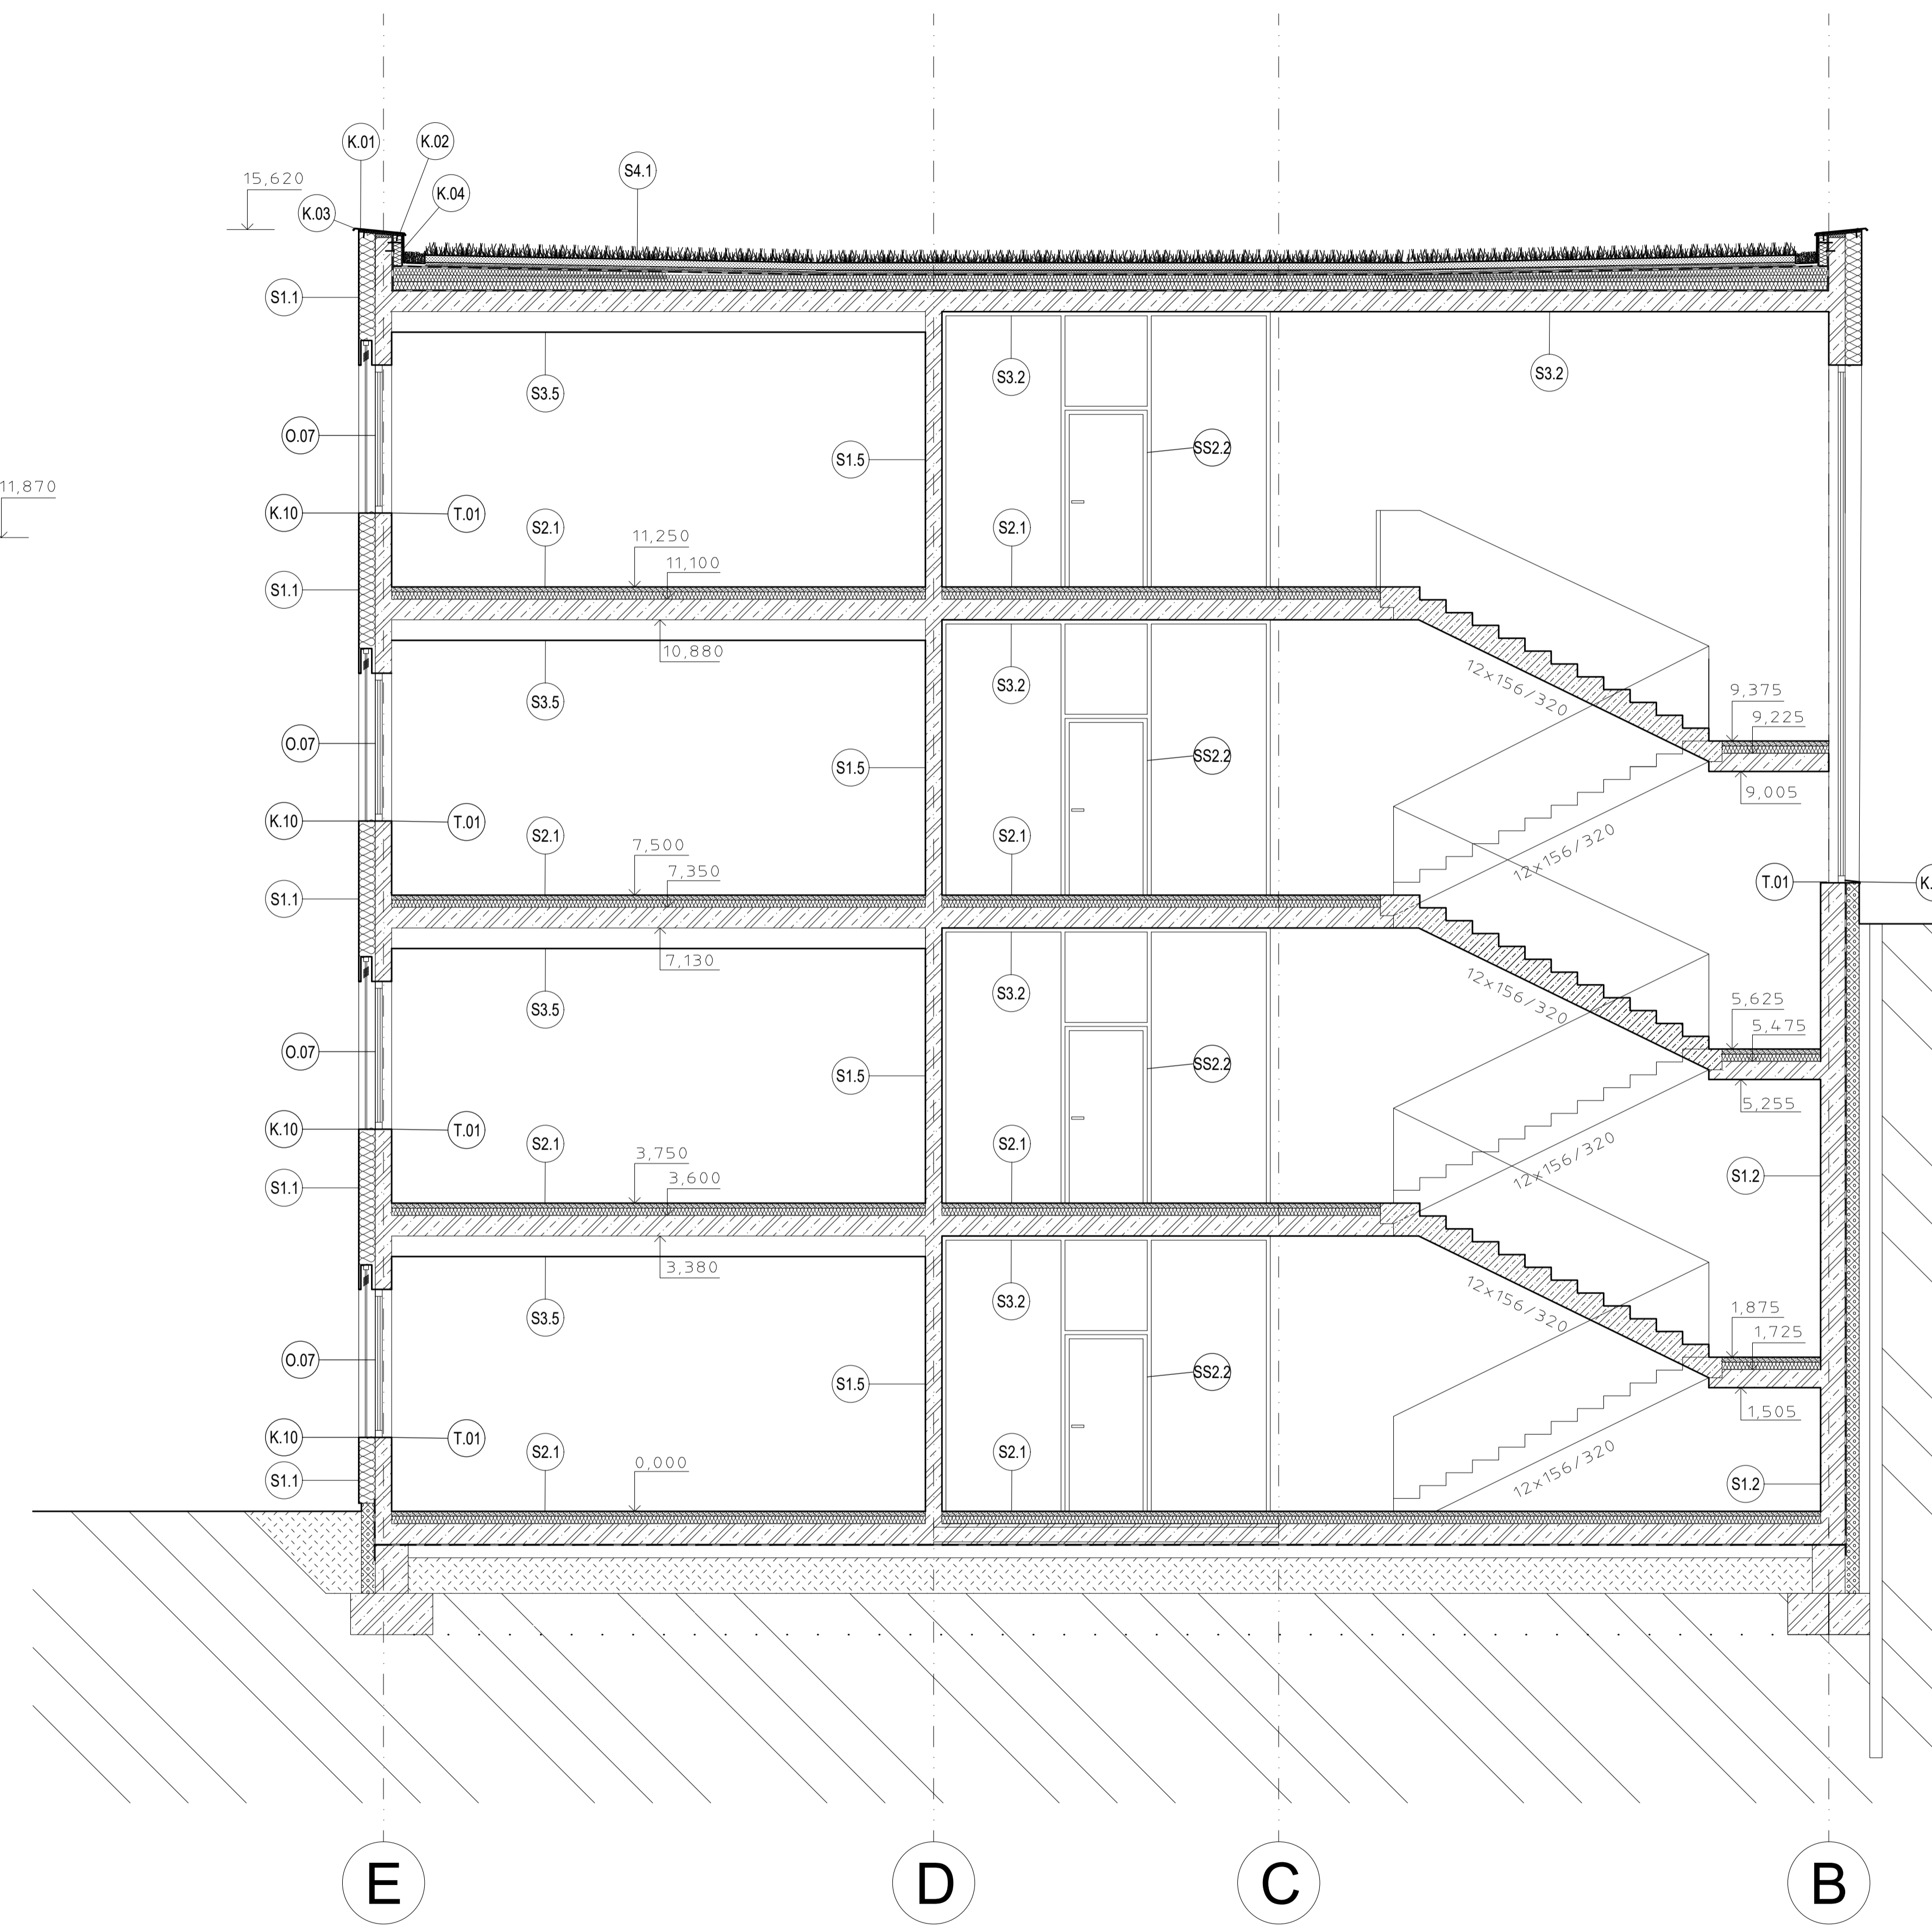 K.01
K.02
S4.1
15,620
K.04
K.03
S1.1
S3.2
S3.2
S3.5
O.07
SS2.2
S1.5
11,870
K.10
T.01
S2.1
S2.1
11,250
11,100
S1.1
10,880
12x156/320
S3.2
S3.5
9,375
9,225
O.07
SS2.2
S1.5
9,005
K.10
T.01
S2.1
S2.1
12x156/320
7,500
7,350
T.01
S1.1
7,130
12x156/320
S3.2
S3.5
5,625
5,475
O.07
SS2.2
S1.5
5,255
K.10
T.01
S2.1
S2.1
12x156/320
3,750
3,600
S1.2
S1.1
3,380
12x156/320
S3.2
S3.5
1,875
1,725
O.07
SS2.2
S1.5
1,505
K.10
T.01
S2.1
S2.1
12x156/320
0,000
S1.1
S1.2
E
D
C
B